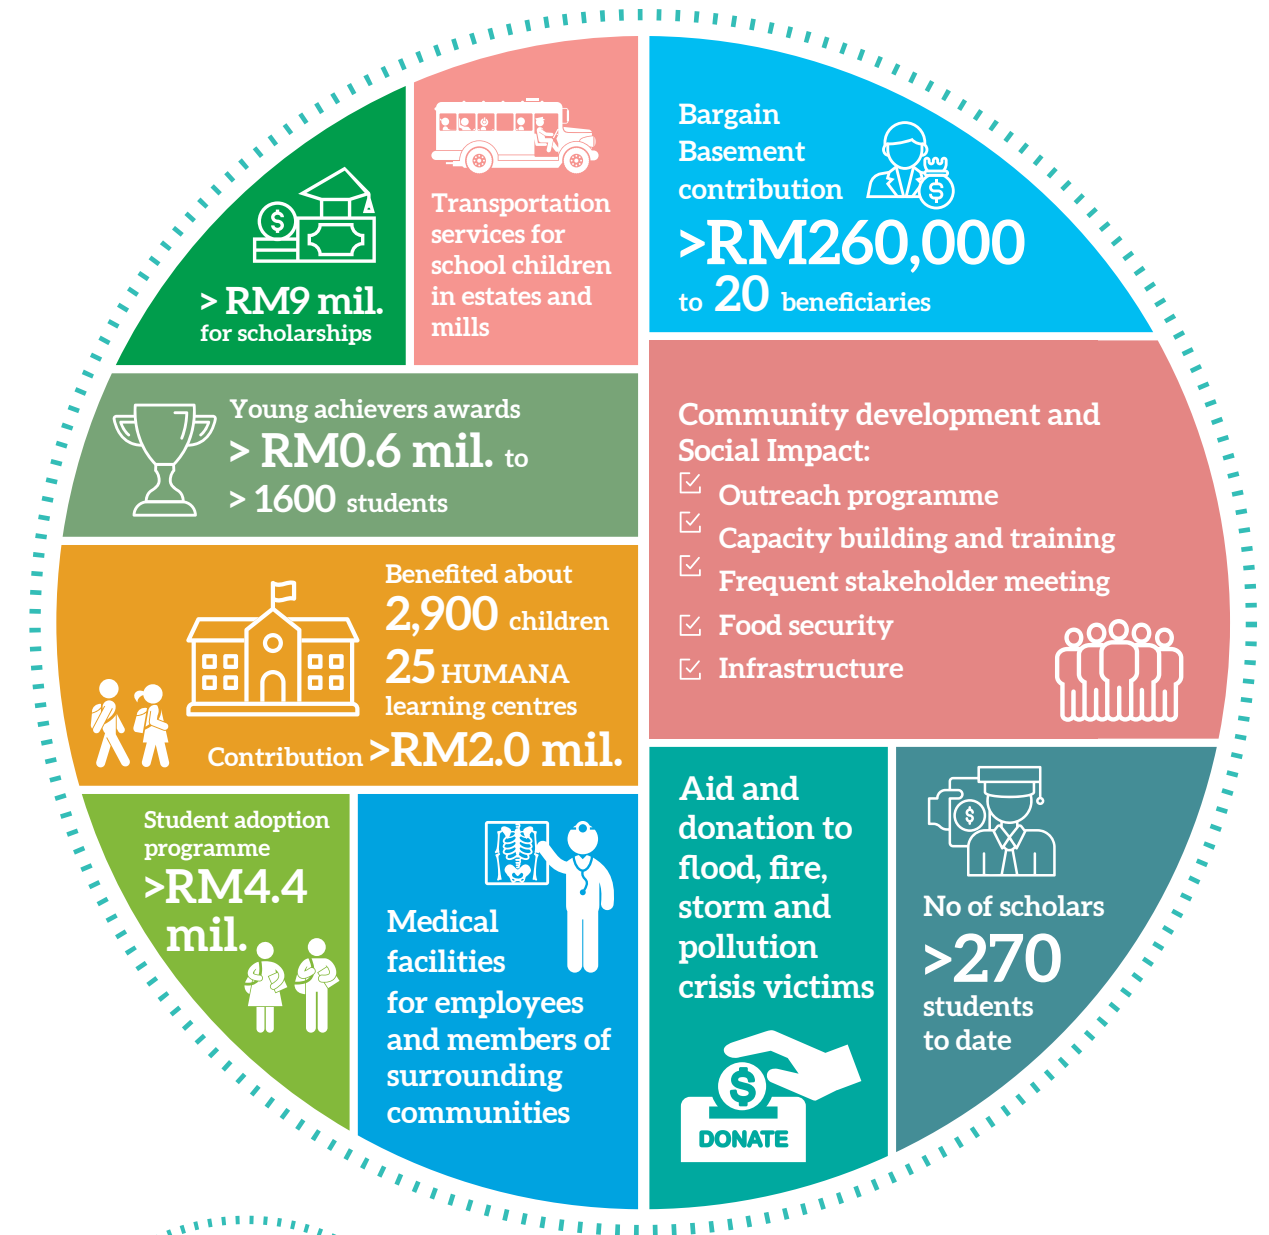 > RM9 mil.
for scholarships
$
Transportation
services for
school children
in estates and
mills
Bargain
Basement
contribution
$
>RM260,000
to 20 beneficiaries
Young achievers awards
> RM0.6 mil. to
> 1600 students
Community development and
Social Impact:
Outreach programme
Capacity building and training
Frequent stakeholder meeting
Food security
Infrastructure
Benefited about
2,900 children
25 HUMANA
learning centres
Contribution >RM2.0 mil.
Student adoption
programme
>RM4.4
mil.
Medical
facilities
for employees
and members of
surrounding
communities
Aid and
donation to
flood, fire,
storm and
pollution
crisis victims
$
DONATE
$
No of scholars
>270
students
to date